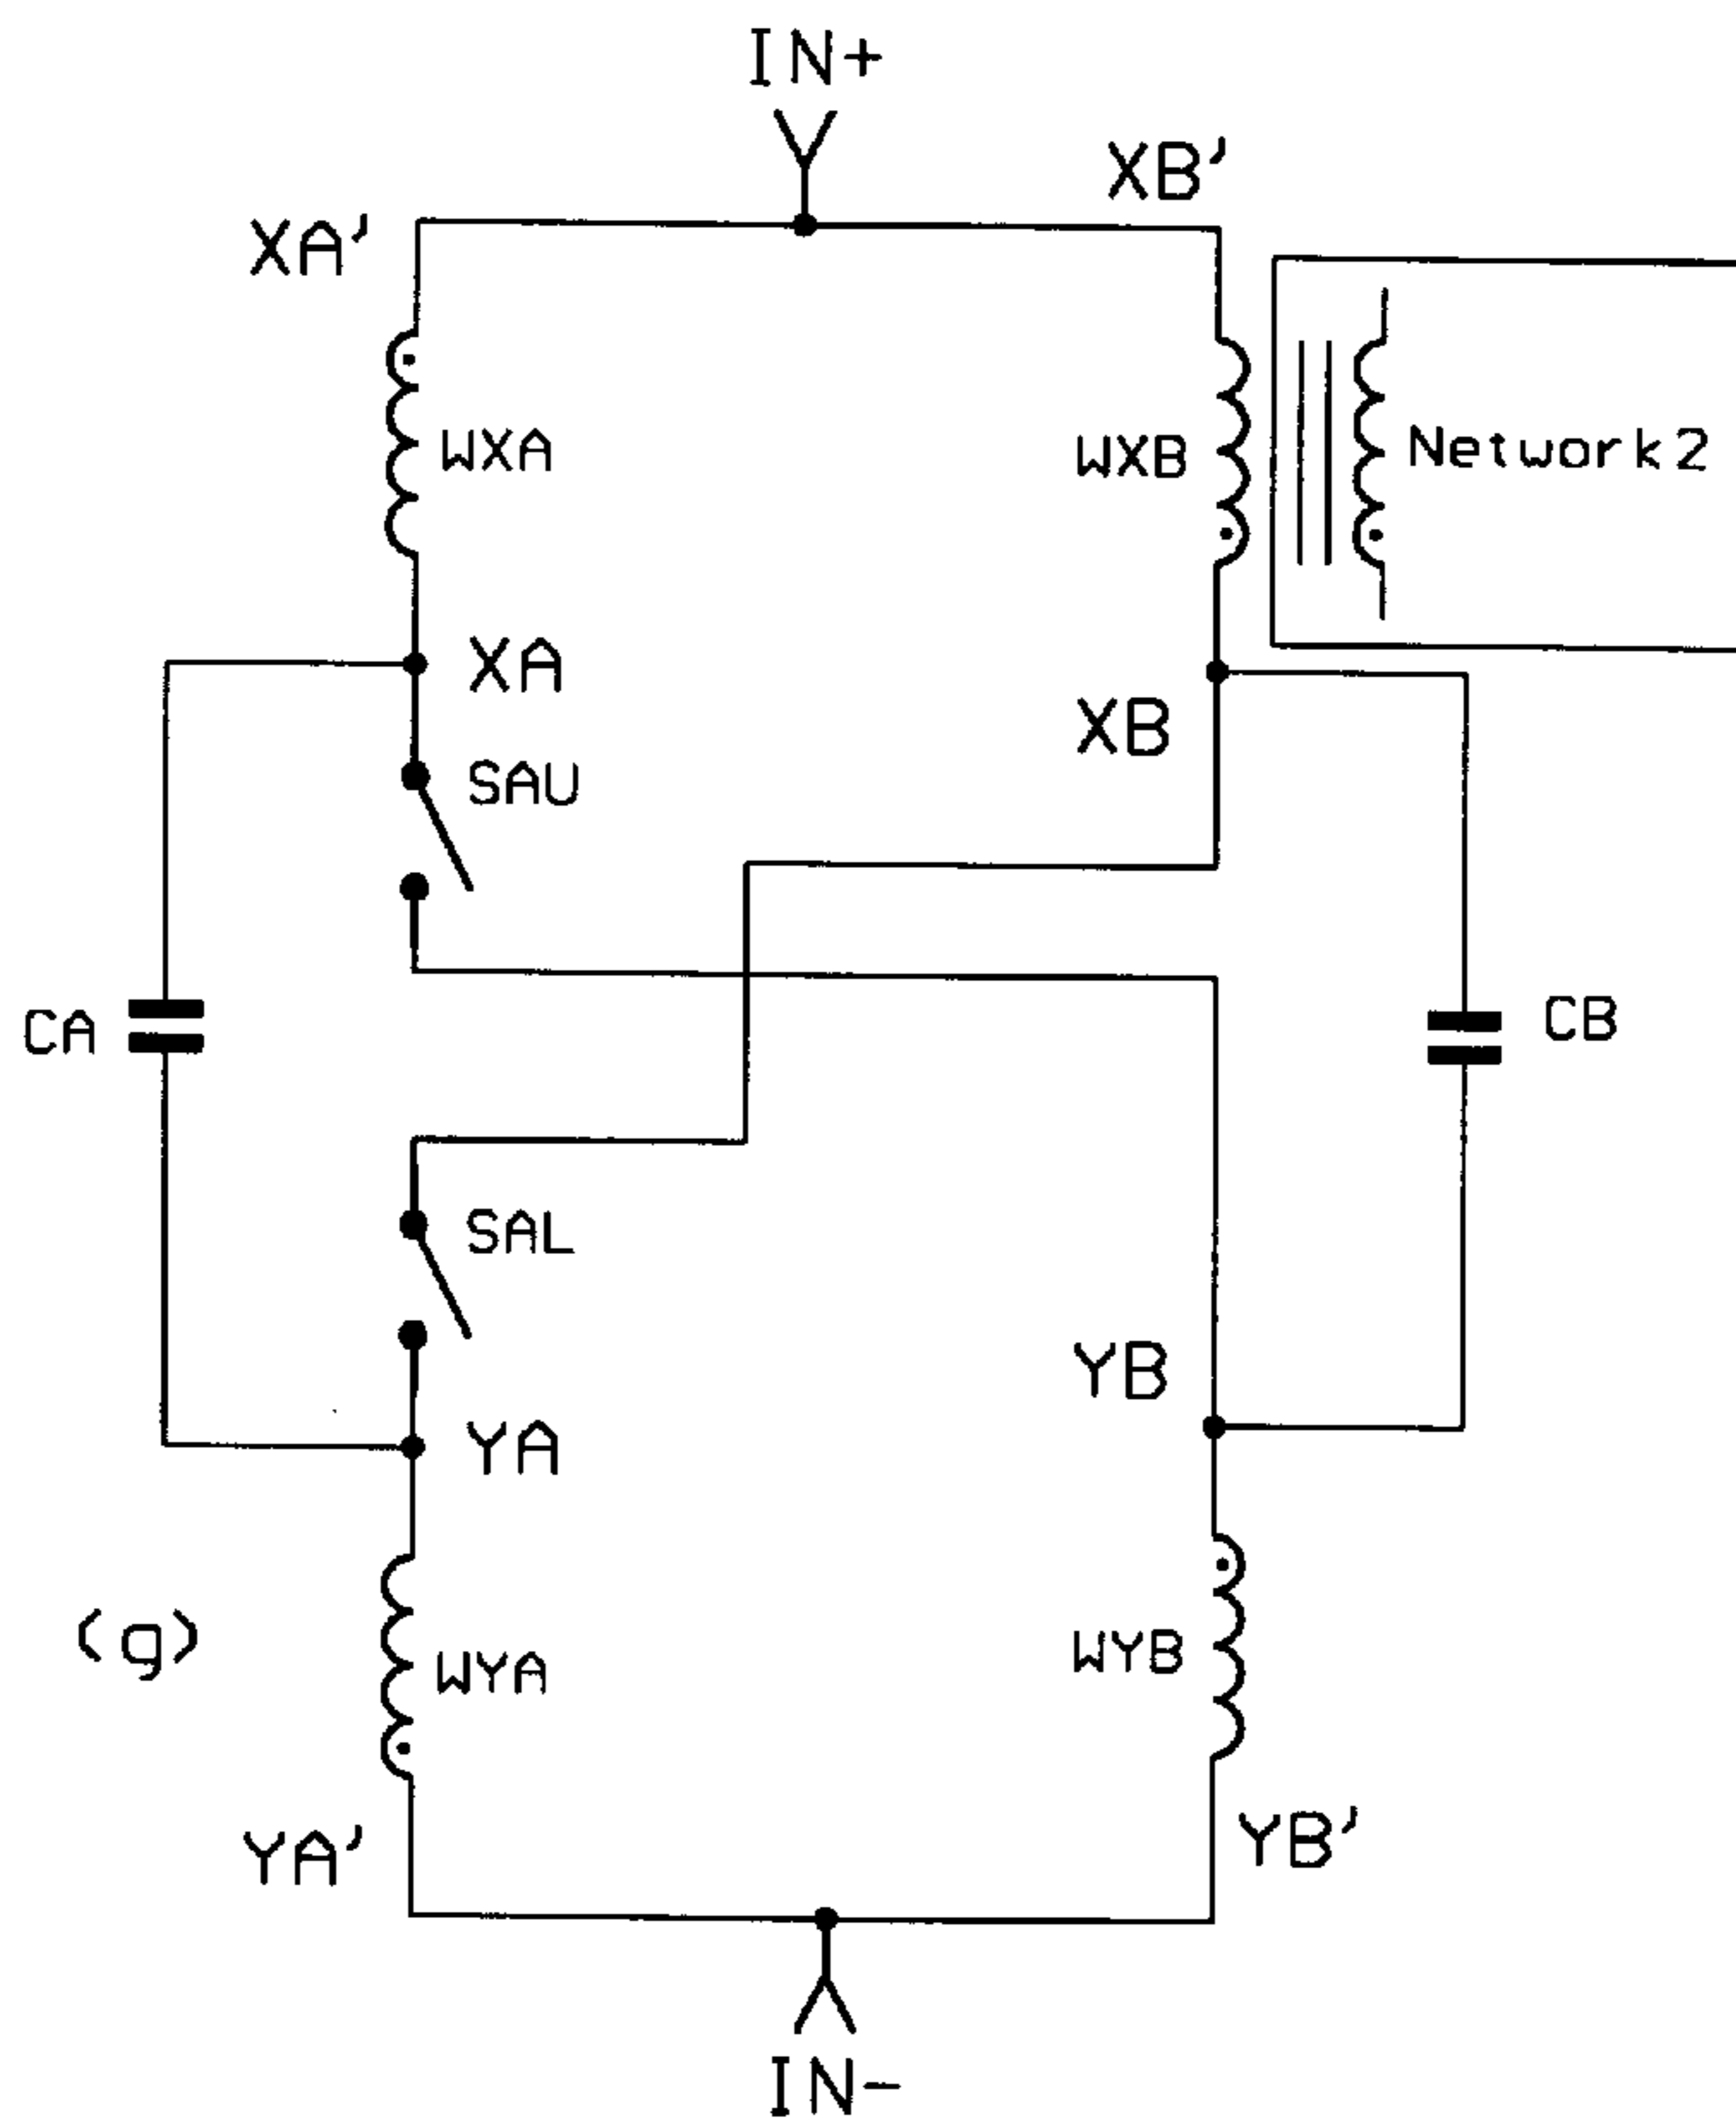 IN+
XB'
XA'
WXA
WXB
Network2
XA
XB
SAU
CA
CB
SAL
YB
YA
(g)
WYA
WYB
YA'
YB'
IN-